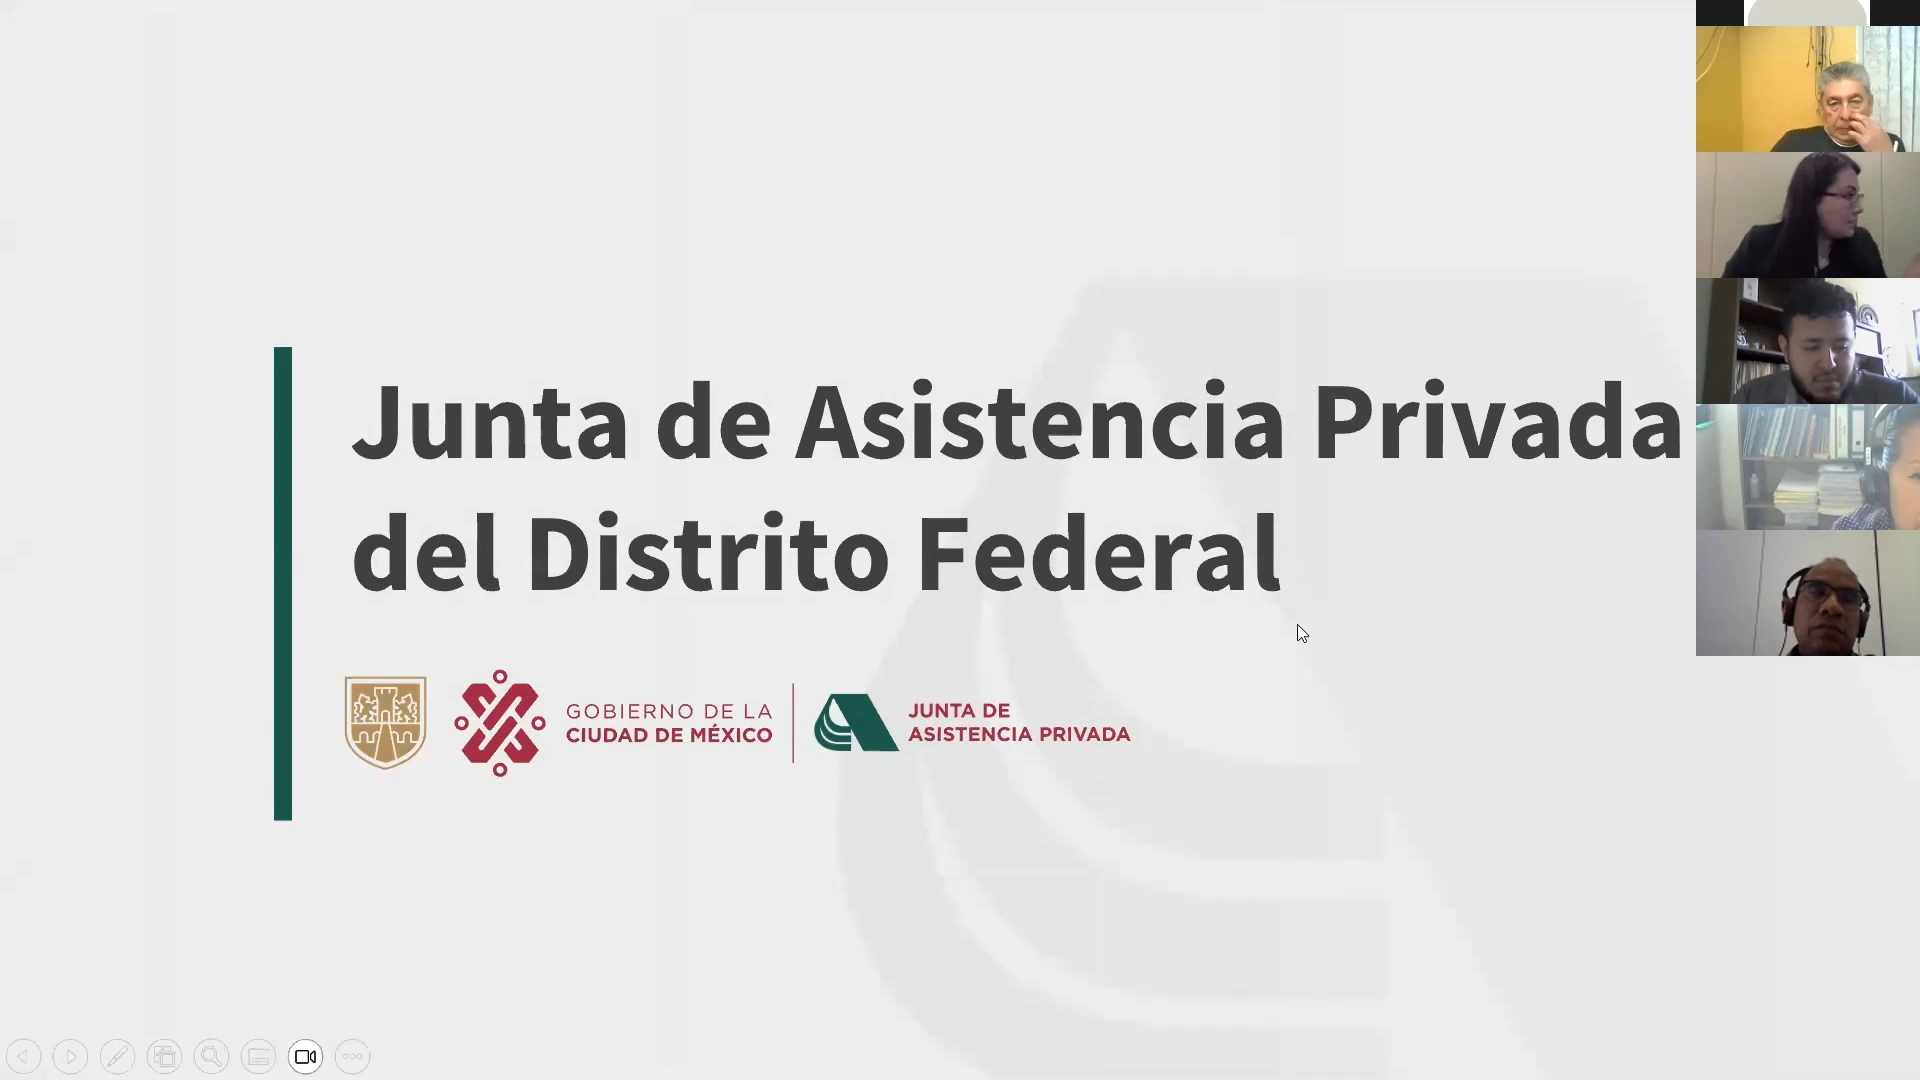 Junta de Asistencia Privada
del Distrito Federal
GOBIERNO DE LA
CIUDAD DE MÉXICO
JUNTA DE
ASISTENCIA PRIVADA